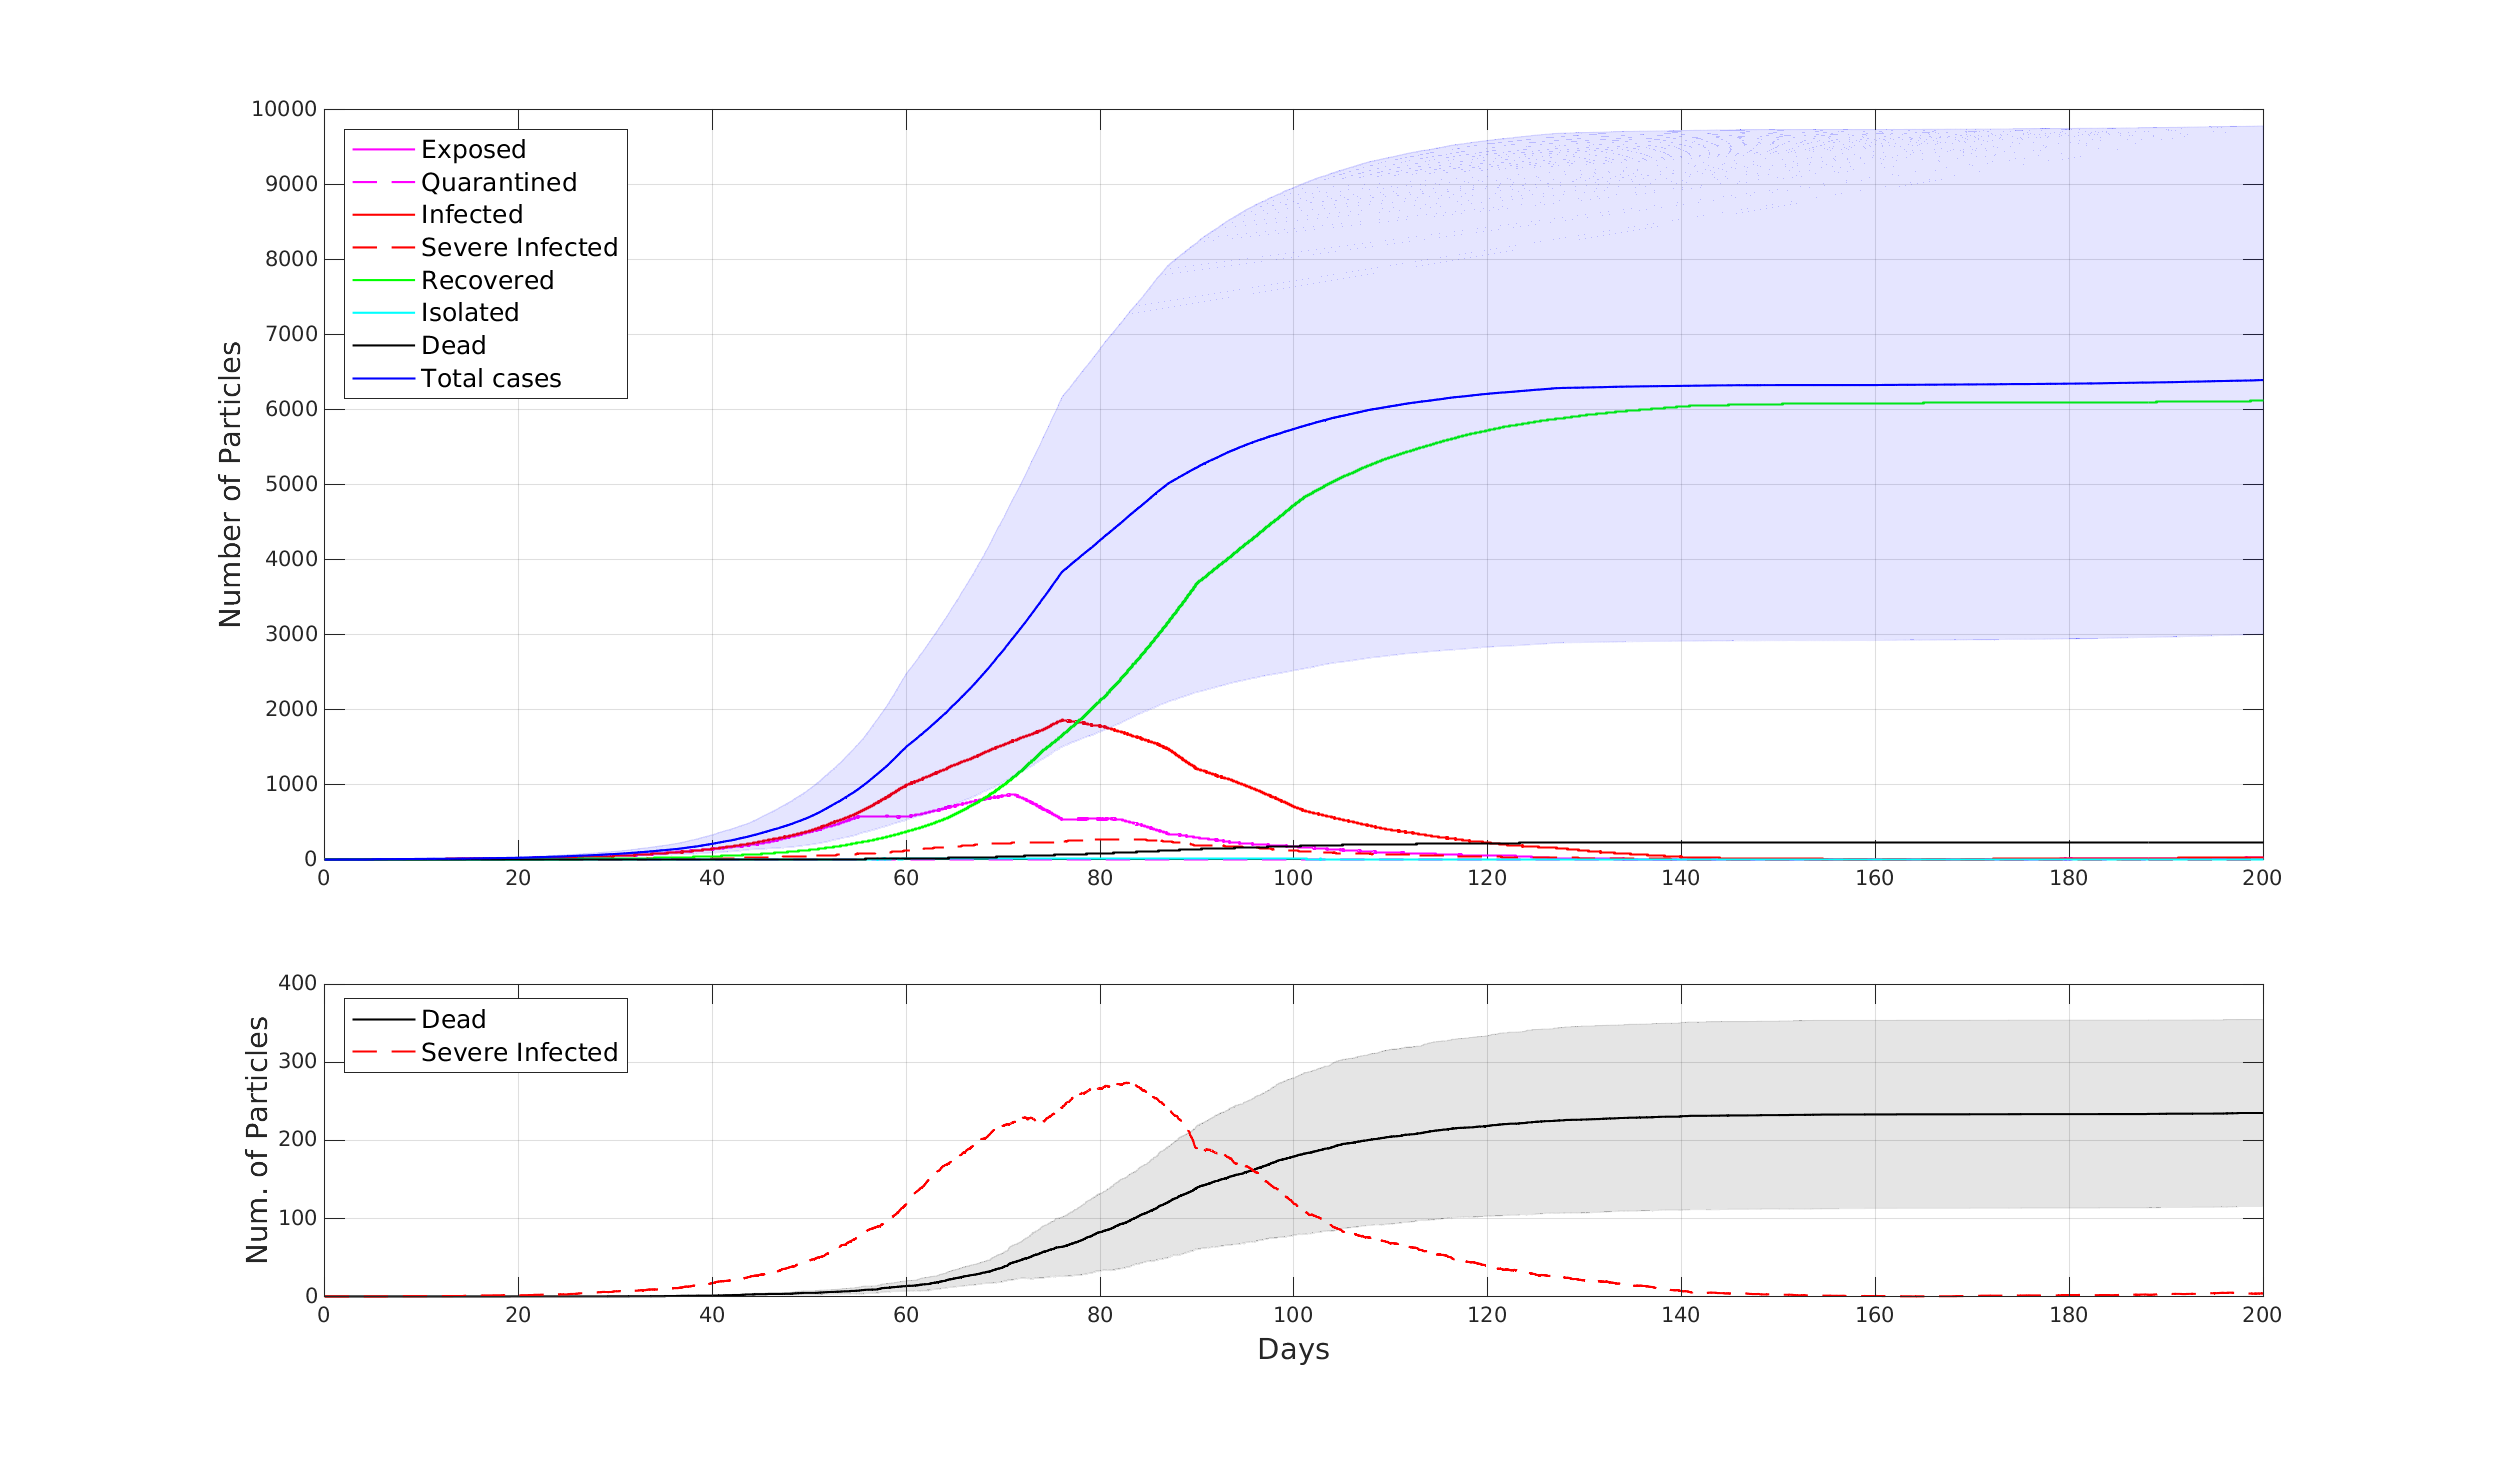 10000
9000
8000
7000
6000
5000
4000
3000
2000
1000
0
Number of Particles
Exposed
Quarantined
Infected
Severe Infected
Recovered
Isolated
Dead
Total cases
0 20 40 60 80 100 120 140 160 180 200
400
300
200
100
0
Num. of Particles
Dead
Severe Infected
0 20 40 60 80 100 120 140 160 180 200
Days